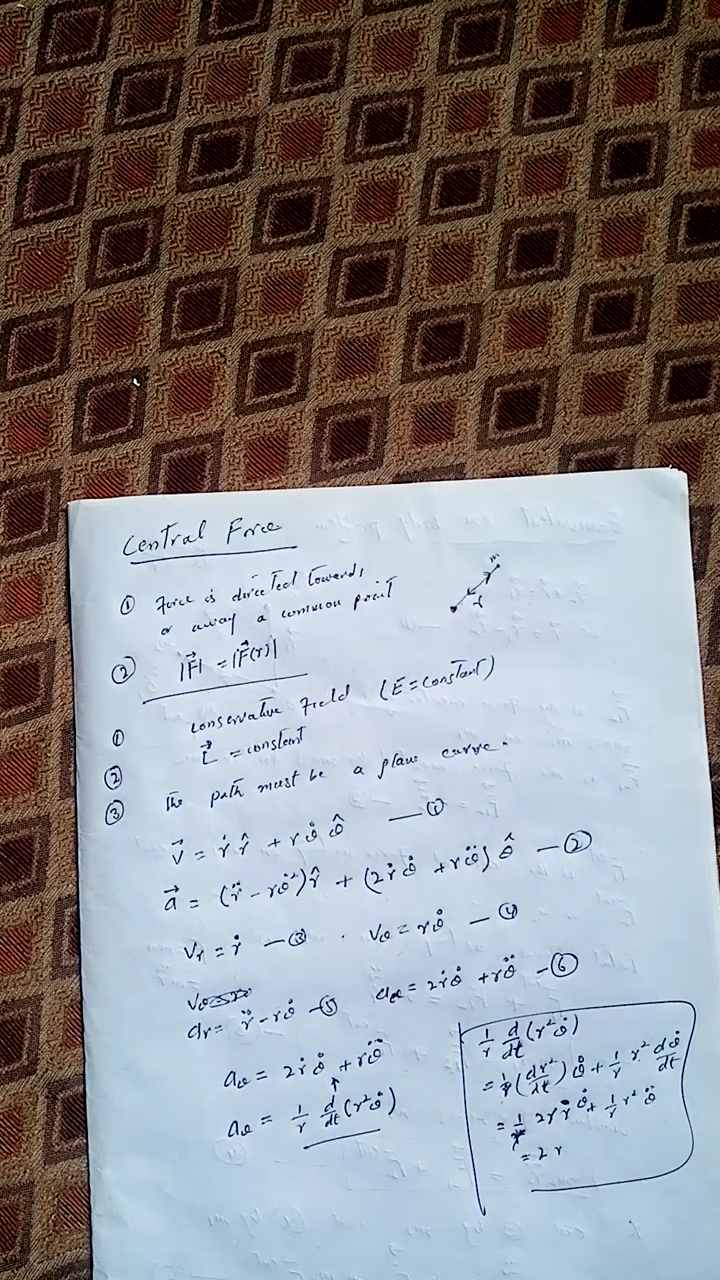 Central Force
① Force is directed towards
or away a common point
m
r
② |F⃗| = |F⃗(r)|
① conservative field (E = constant)
② L⃗ = constant
③ The path must be a plane curve.
v⃗ = ṙ r̂ + r θ̇ θ̂ — ①
a⃗ = (r̈ - rθ̇²) r̂ + (2ṙθ̇ + rθ̈) θ̂ — ②
vr = ṙ — ③ . vθ = rθ̇ — ④
ar = r̈ - rθ̇ — ⑤ aθ = 2ṙθ̇ + rθ̈ — ⑥
aθ = 2ṙθ̇ + rθ̈
aθ = 1/r d/dt (r²θ̇)
1/r d/dt (r²θ̇)
= 1/r (dr²/dt) θ̇ + 1/r r² dθ̇/dt
= 1/r 2rṙθ̇ + 1/r r² θ̈
= 2r